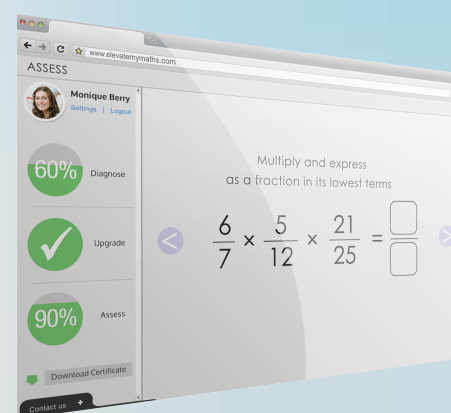 www.elevatemymaths.com
ASSESS
Monique Berry
Settings | Logout
60% Diagnose
Upgrade
90% Assess
Download Certificate
Contact us +
Multiply and express
as a fraction in its lowest terms
6 5 21
× × =
7 12 25